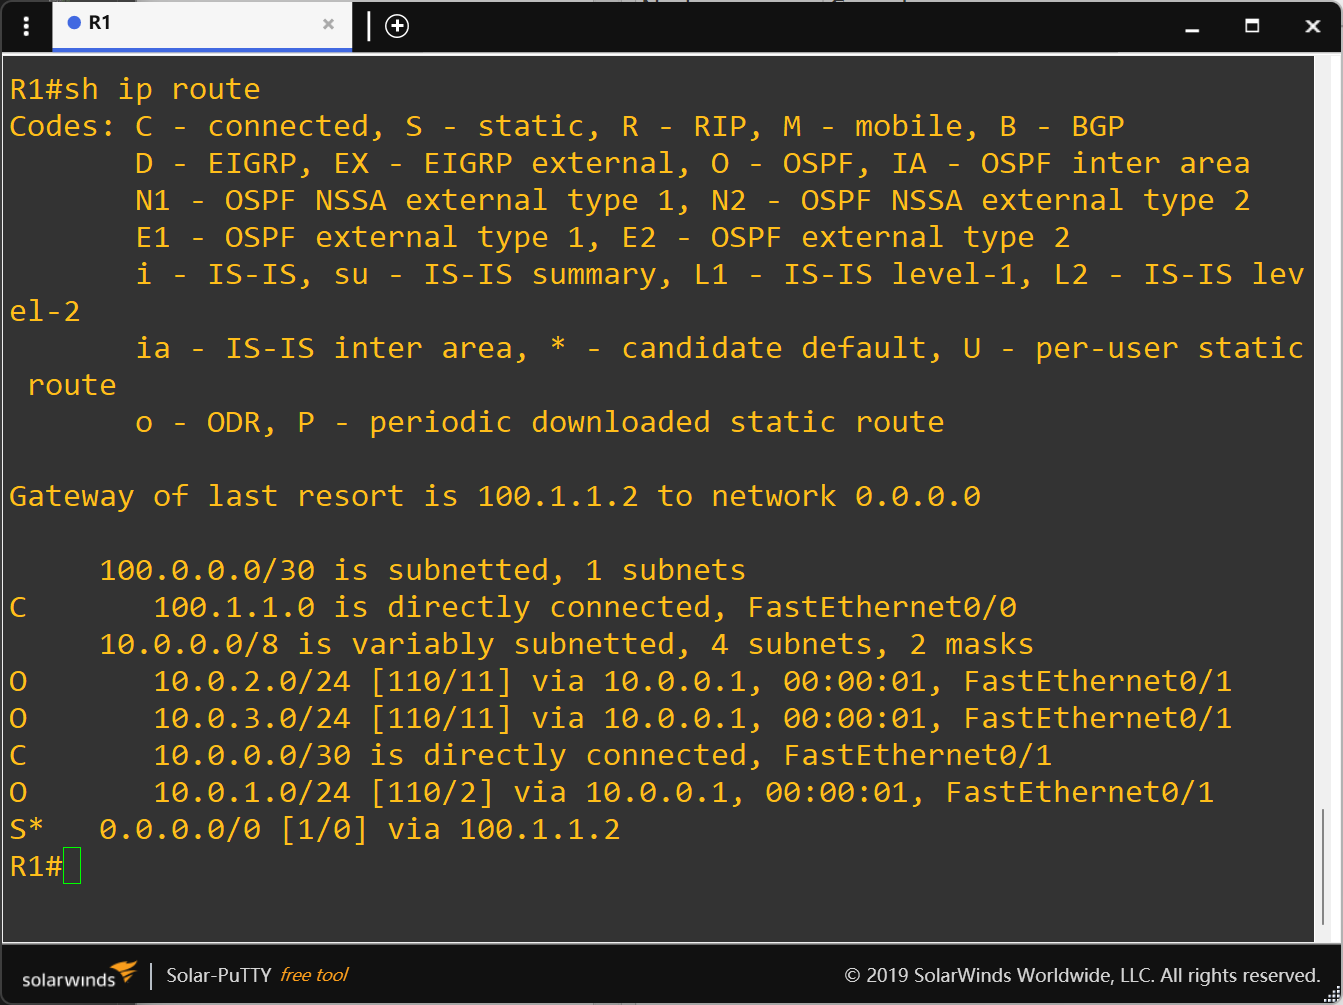 R1
R1#sh ip route
Codes: C - connected, S - static, R - RIP, M - mobile, B - BGP
       D - EIGRP, EX - EIGRP external, O - OSPF, IA - OSPF inter area
       N1 - OSPF NSSA external type 1, N2 - OSPF NSSA external type 2
       E1 - OSPF external type 1, E2 - OSPF external type 2
       i - IS-IS, su - IS-IS summary, L1 - IS-IS level-1, L2 - IS-IS lev
el-2
       ia - IS-IS inter area, * - candidate default, U - per-user static
 route
       o - ODR, P - periodic downloaded static route
Gateway of last resort is 100.1.1.2 to network 0.0.0.0
     100.0.0.0/30 is subnetted, 1 subnets
C       100.1.1.0 is directly connected, FastEthernet0/0
     10.0.0.0/8 is variably subnetted, 4 subnets, 2 masks
O       10.0.2.0/24 [110/11] via 10.0.0.1, 00:00:01, FastEthernet0/1
O       10.0.3.0/24 [110/11] via 10.0.0.1, 00:00:01, FastEthernet0/1
C       10.0.0.0/30 is directly connected, FastEthernet0/1
O       10.0.1.0/24 [110/2] via 10.0.0.1, 00:00:01, FastEthernet0/1
S*   0.0.0.0/0 [1/0] via 100.1.1.2
R1#
solarwinds | Solar-PuTTY free tool
© 2019 SolarWinds Worldwide, LLC. All rights reserved.